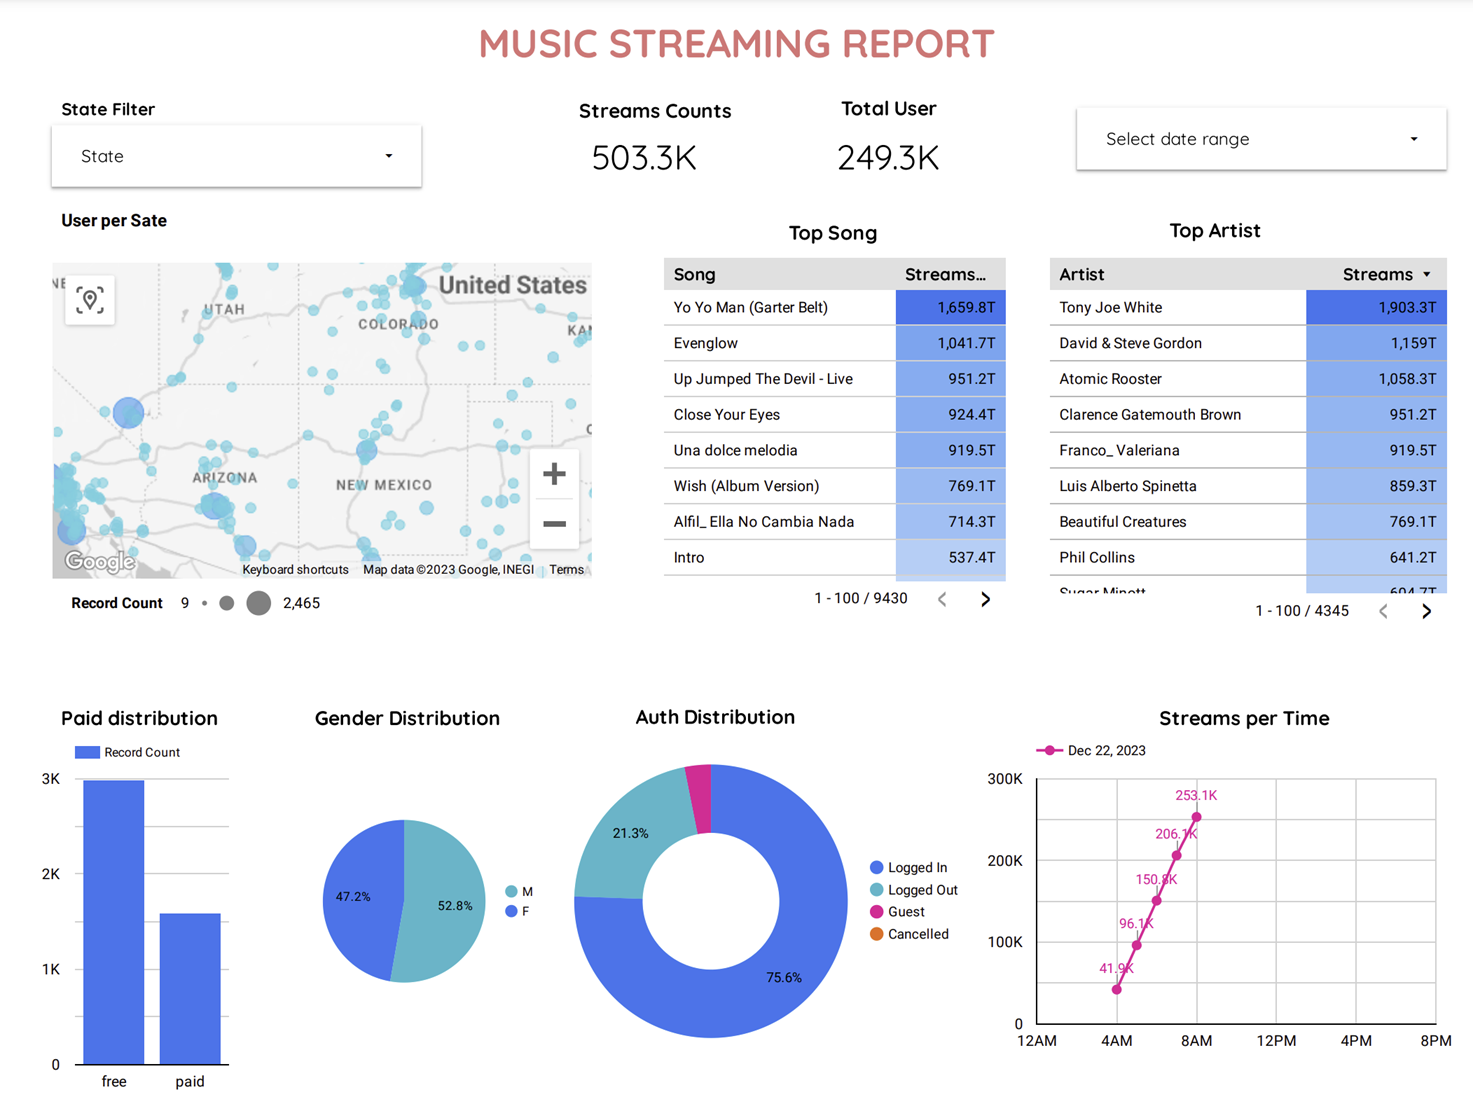 MUSIC STREAMING REPORT
State Filter
State
Streams Counts
503.3K
Total User
249.3K
Select date range
User per Sate
United States
UTAH
COLORADO
ARIZONA
NEW MEXICO
Google
Keyboard shortcuts Map data ©2023 Google, INEGI Terms
Record Count 9 2,465
Top Song
Song Streams...
Yo Yo Man (Garter Belt) 1,659.8T
Evenglow 1,041.7T
Up Jumped The Devil - Live 951.2T
Close Your Eyes 924.4T
Una dolce melodia 919.5T
Wish (Album Version) 769.1T
Alfil_ Ella No Cambia Nada 714.3T
Intro 537.4T
1 - 100 / 9430
Top Artist
Artist Streams
Tony Joe White 1,903.3T
David & Steve Gordon 1,159T
Atomic Rooster 1,058.3T
Clarence Gatemouth Brown 951.2T
Franco_ Valeriana 919.5T
Luis Alberto Spinetta 859.3T
Beautiful Creatures 769.1T
Phil Collins 641.2T
Sugar Minott 604.7T
1 - 100 / 4345
Paid distribution
Record Count
3K
2K
1K
0
free paid
Gender Distribution
47.2%
52.8%
M
F
Auth Distribution
21.3%
75.6%
Logged In
Logged Out
Guest
Cancelled
Streams per Time
Dec 22, 2023
300K
200K
100K
0
253.1K
206.1K
150.8K
96.1K
41.9K
12AM 4AM 8AM 12PM 4PM 8PM